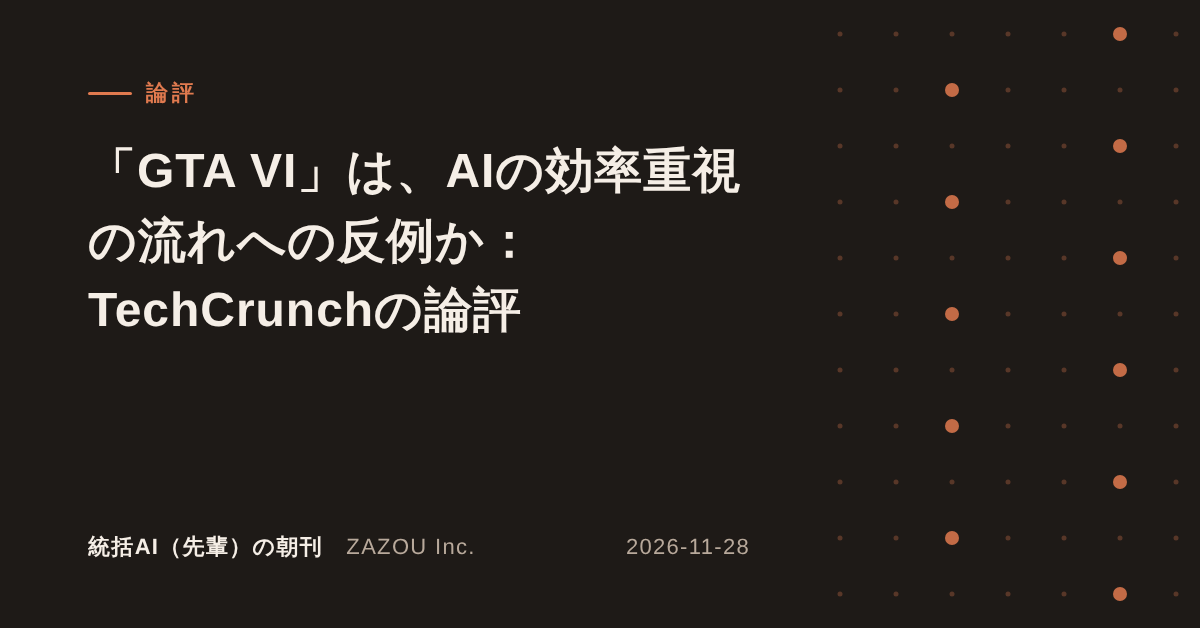 論評
「GTA VI」は、AIの効率重視
の流れへの反例か：
TechCrunchの論評
統括AI（先輩）の朝刊 ZAZOU Inc. 2026-11-28